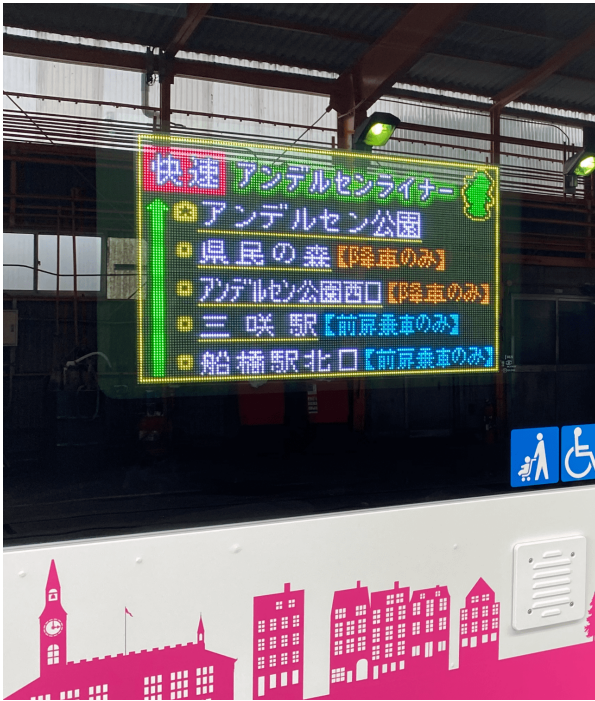 快速 アンデルセンライナー
アンデルセン公園
県民の森【降車のみ】
アンデルセン公園西口【降車のみ】
三咲駅【前扉乗車のみ】
船橋駅北口【前扉乗車のみ】